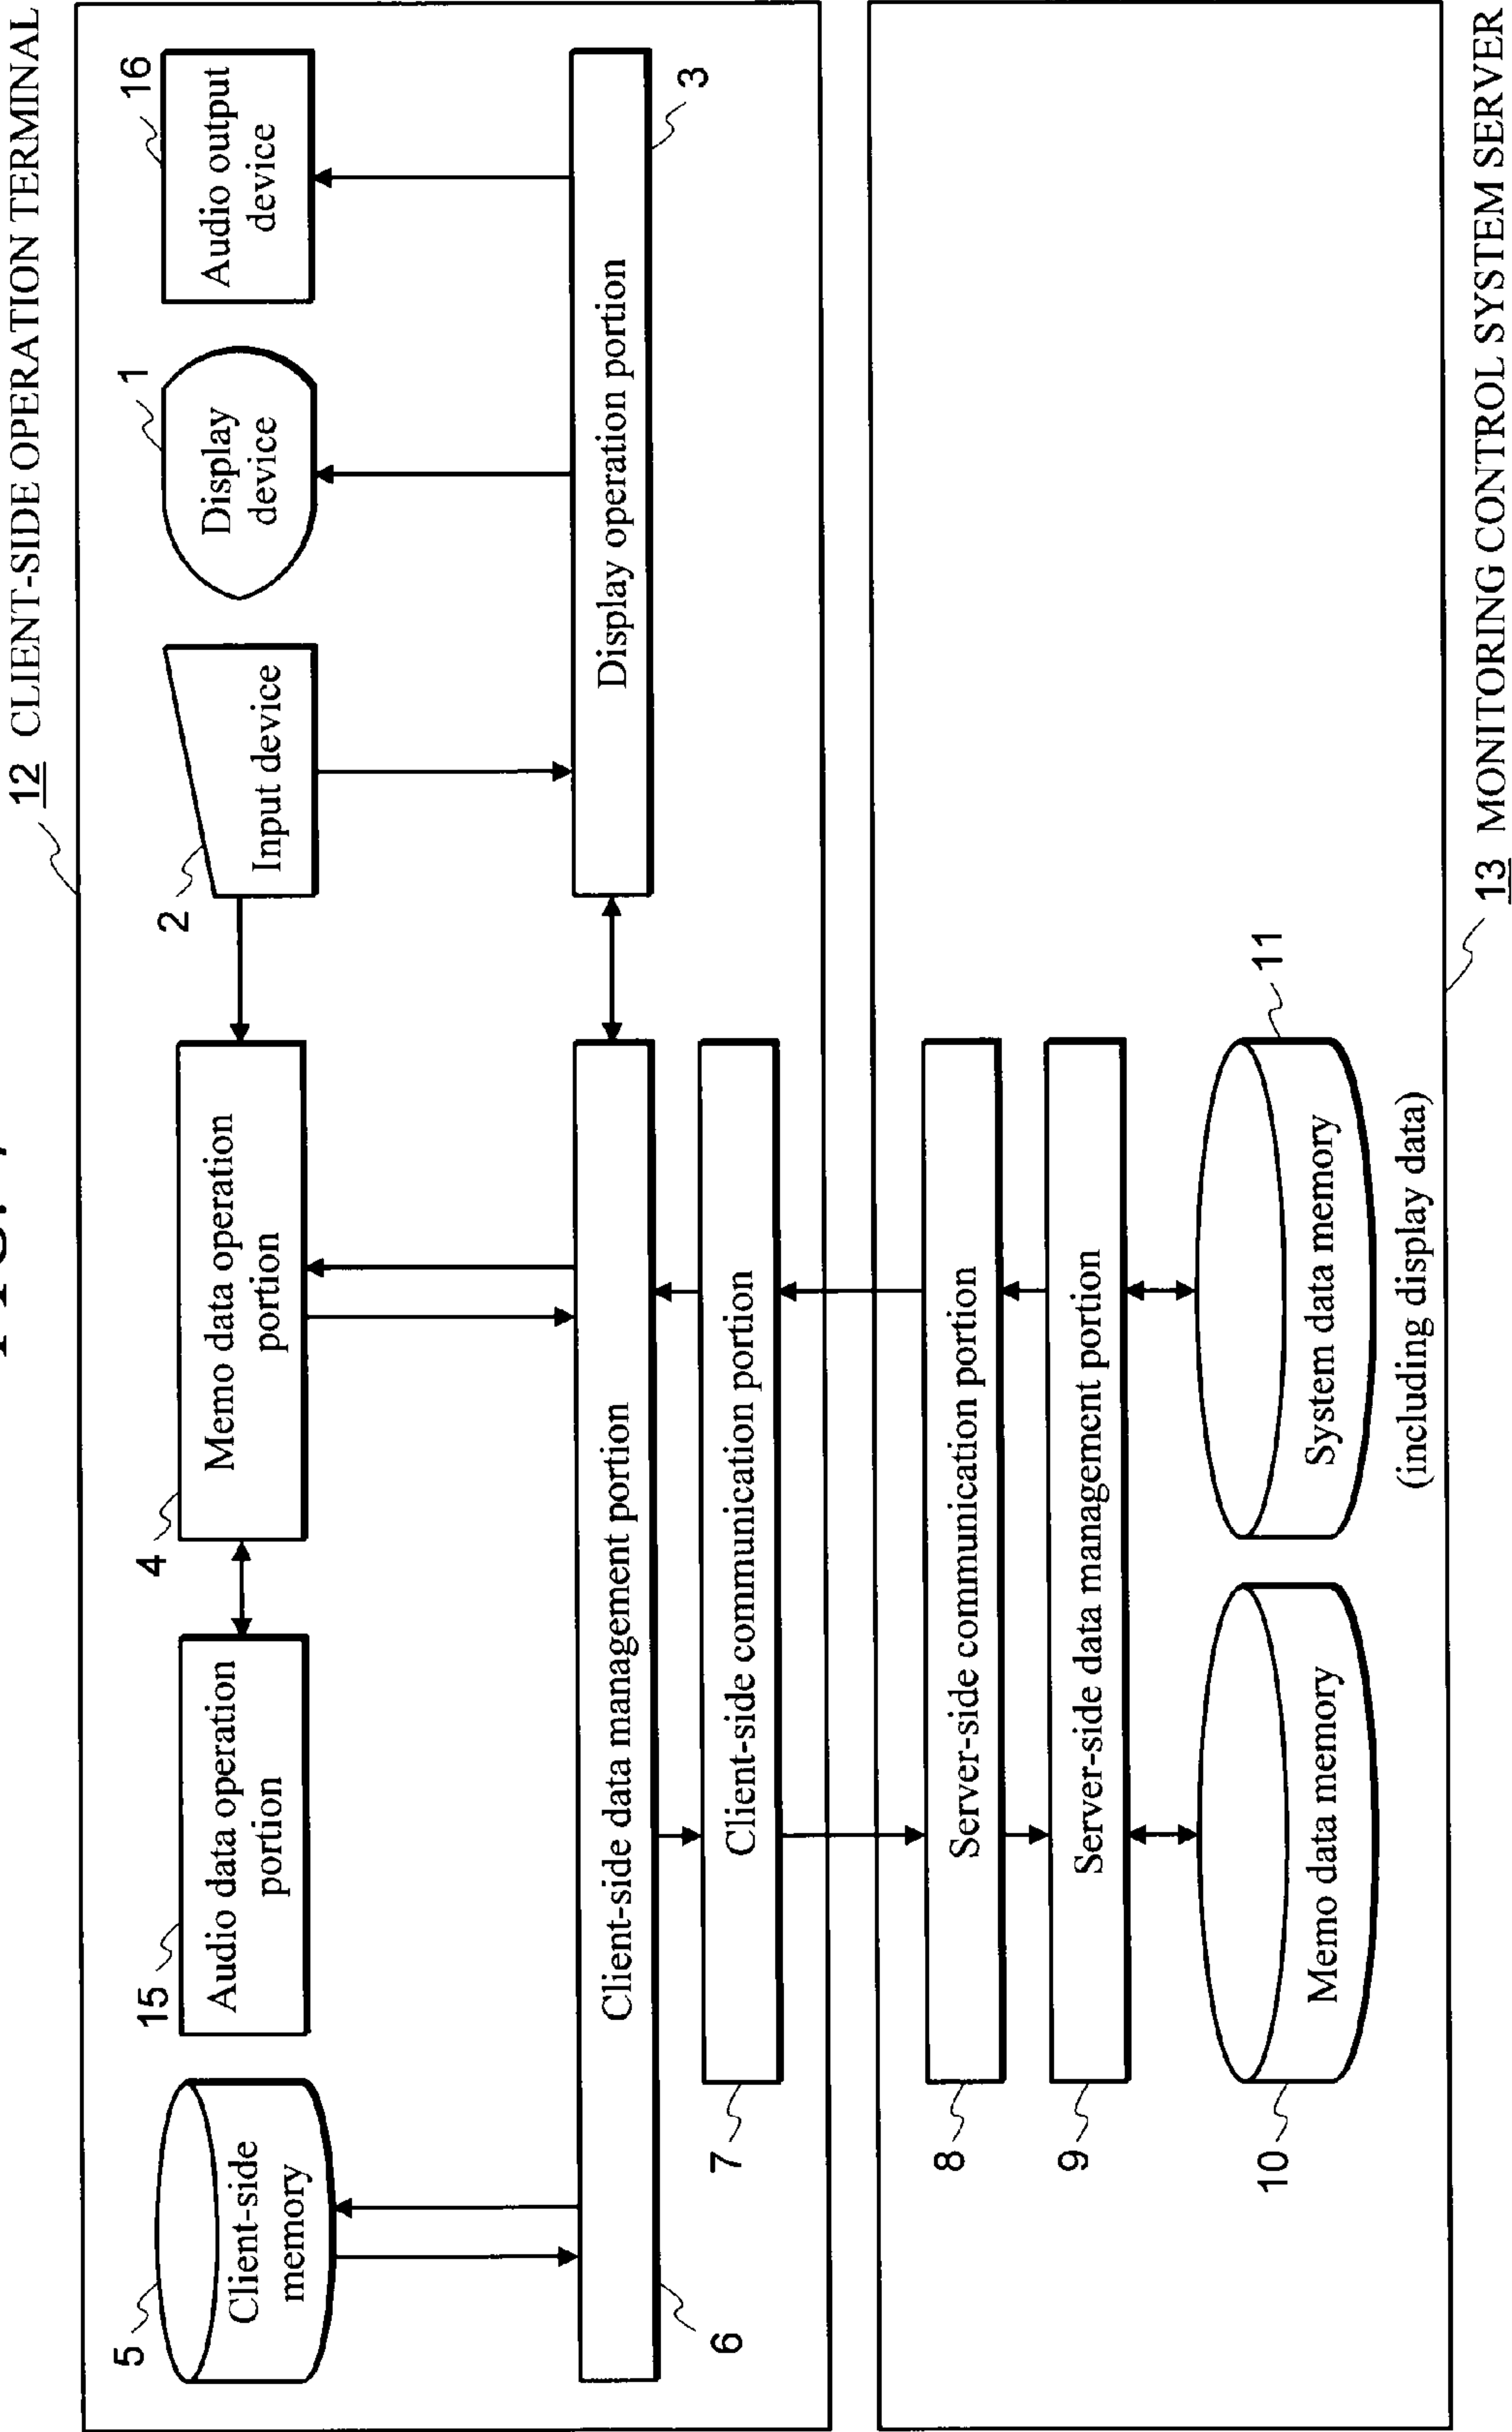 12 CLIENT-SIDE OPERATION TERMINAL
5
Client-side
memory
15
Audio data operation
portion
4
Memo data operation
portion
2
Input device
1
Display
device
16
Audio output
device
Client-side data management portion
6
Display operation portion
3
7
Client-side communication portion
8
Server-side communication portion
9
Server-side data management portion
10
Memo data memory
11
System data memory
(including display data)
13 MONITORING CONTROL SYSTEM SERVER